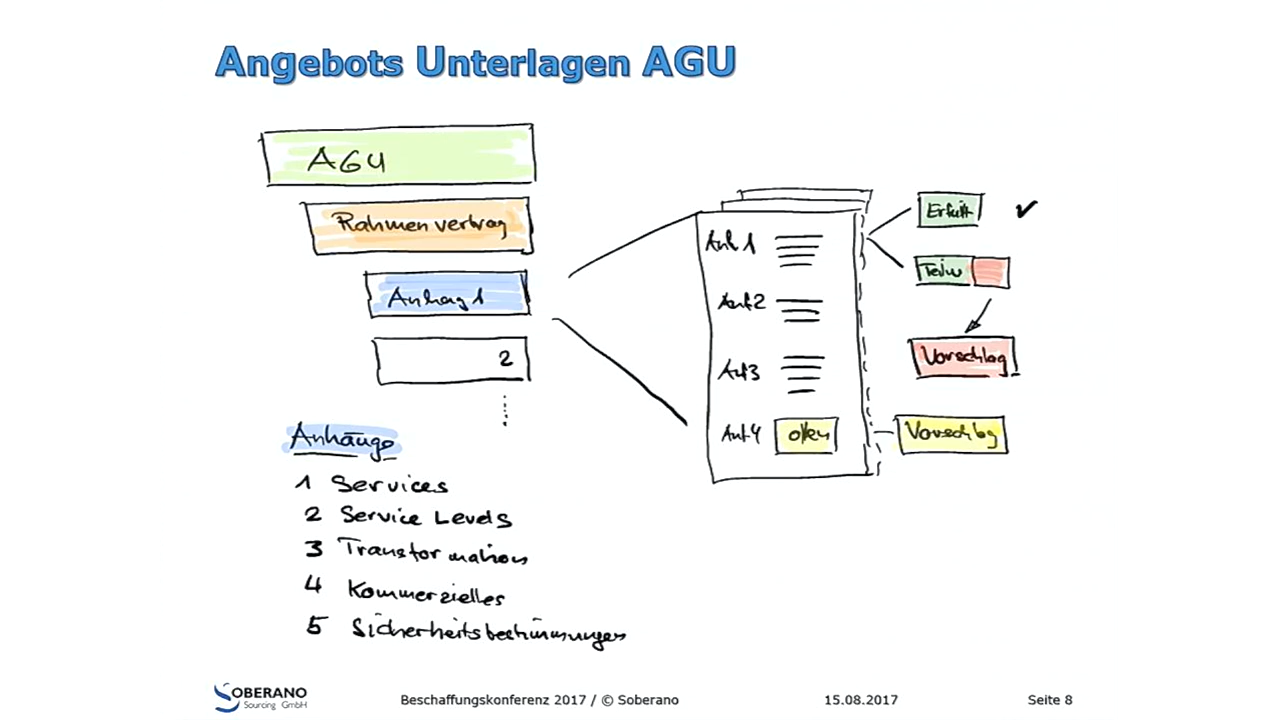 Angebots Unterlagen AGU
AGU
Rahmenvertrag
Anhang 1
2
Anhänge
1 Services
2 Service Levels
3 Transformation
4 Kommerzielles
5 Sicherheitsbestimmungen
Anf 1
Anf 2
Anf 3
Anf 4 offen
Erfüllt ✓
Teilw
Vorschlag
Vorschlag
SOBERANO
Sourcing GmbH
Beschaffungskonferenz 2017 / © Soberano
15.08.2017
Seite 8